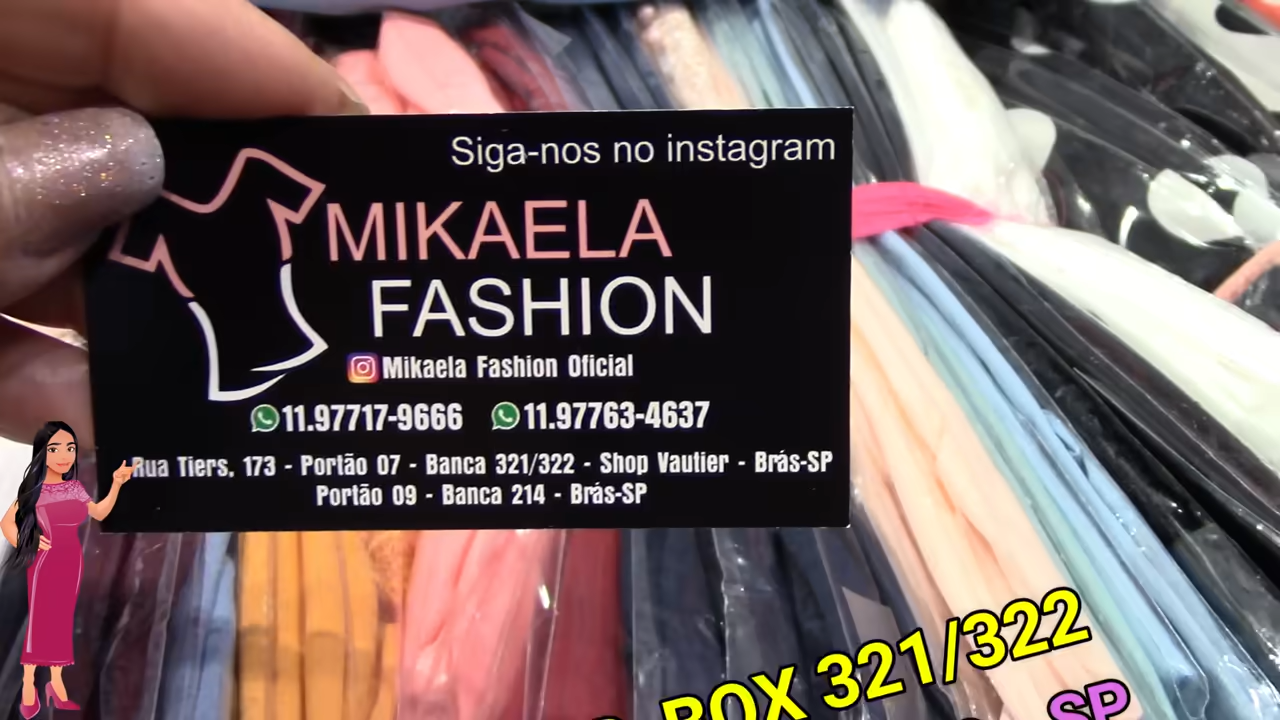 Siga-nos no instagram
MIKAELA
FASHION
Mikaela Fashion Oficial
11.97717-9666 11.97763-4637
Rua Tiers, 173 - Portão 07 - Banca 321/322 - Shop Vautier - Brás-SP
Portão 09 - Banca 214 - Brás-SP
BOX 321/322
SP